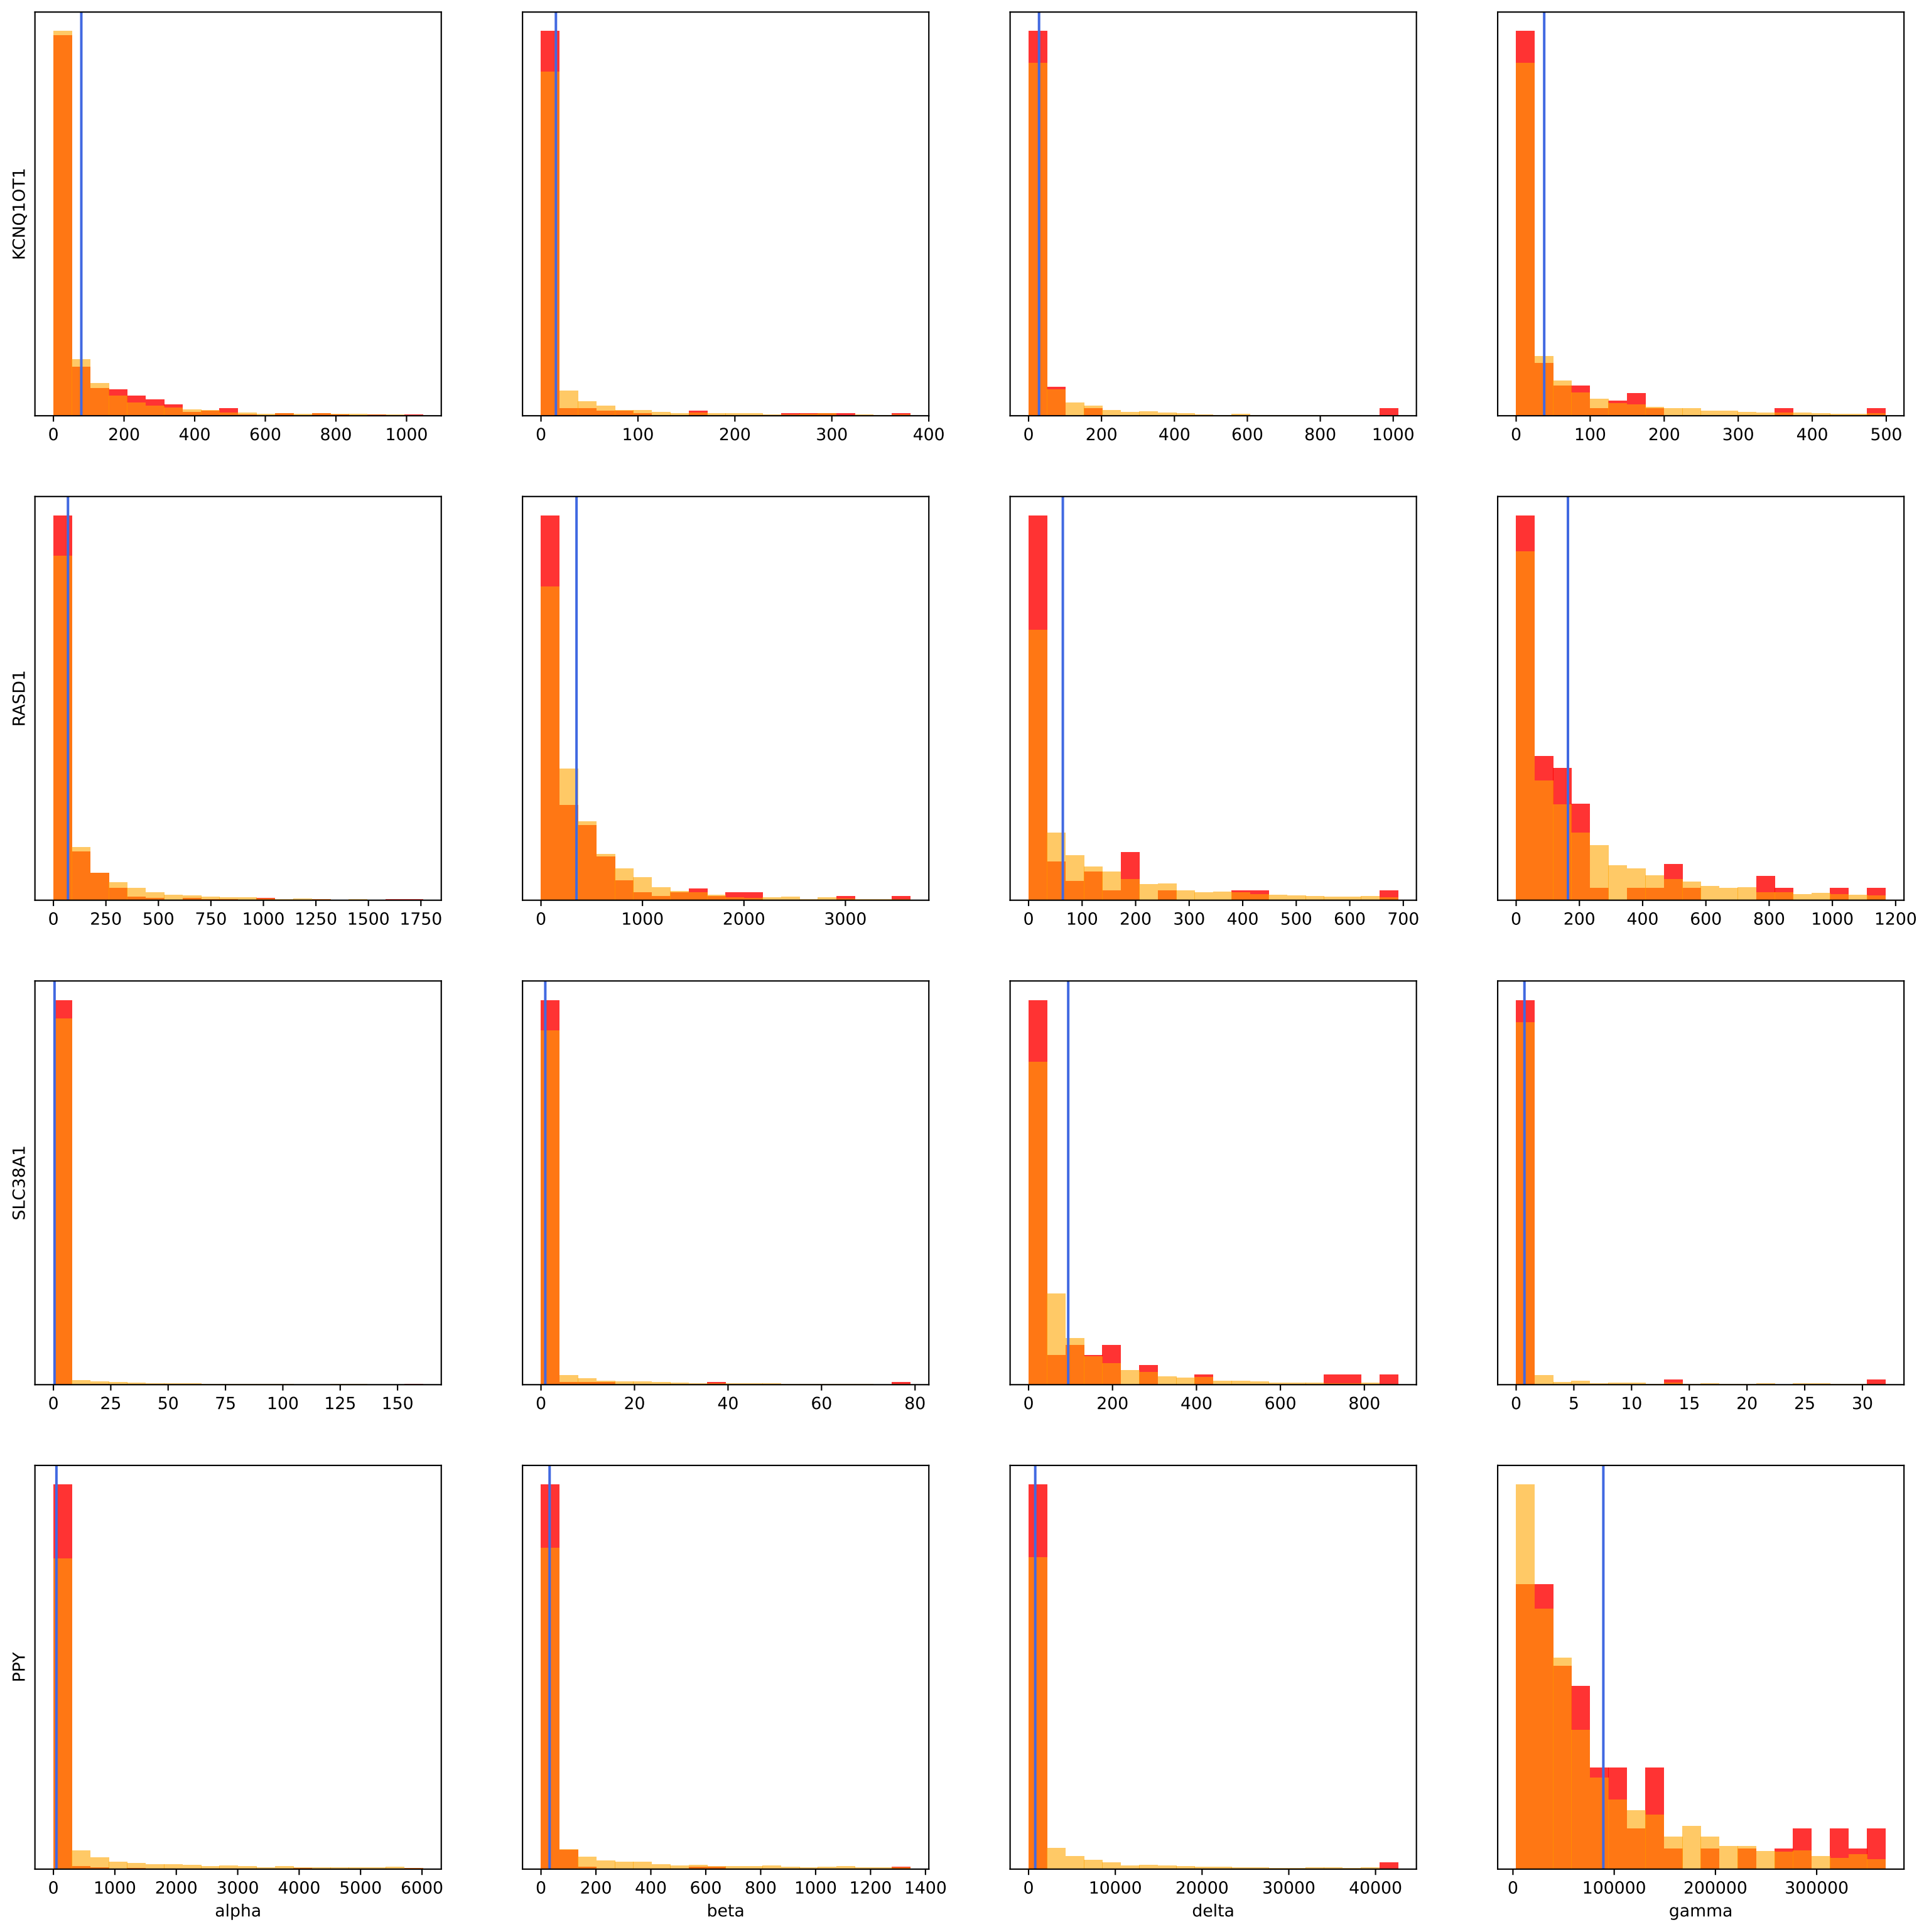 KCNQ1OT1
0 200 400 600 800 1000
0 100 200 300 400
0 200 400 600 800 1000
0 100 200 300 400 500
RASD1
0 250 500 750 1000 1250 1500 1750
0 1000 2000 3000
0 100 200 300 400 500 600 700
0 200 400 600 800 1000 1200
SLC38A1
0 25 50 75 100 125 150
0 20 40 60 80
0 200 400 600 800
0 5 10 15 20 25 30
PPY
0 1000 2000 3000 4000 5000 6000
alpha
0 200 400 600 800 1000 1200 1400
beta
0 10000 20000 30000 40000
delta
0 100000 200000 300000
gamma